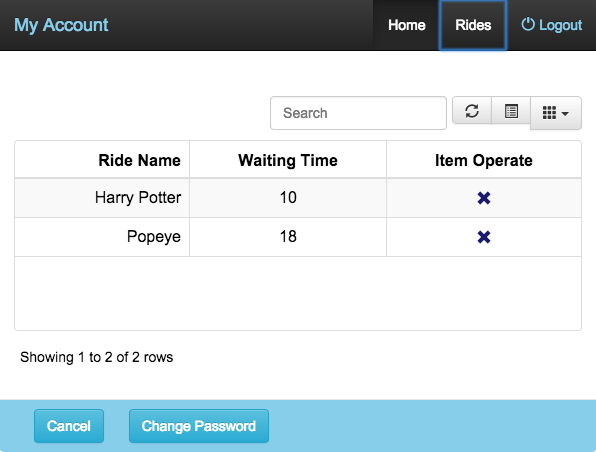 My Account Home Rides Logout
Search
Ride Name Waiting Time Item Operate
Harry Potter 10
Popeye 18
Showing 1 to 2 of 2 rows
Cancel Change Password